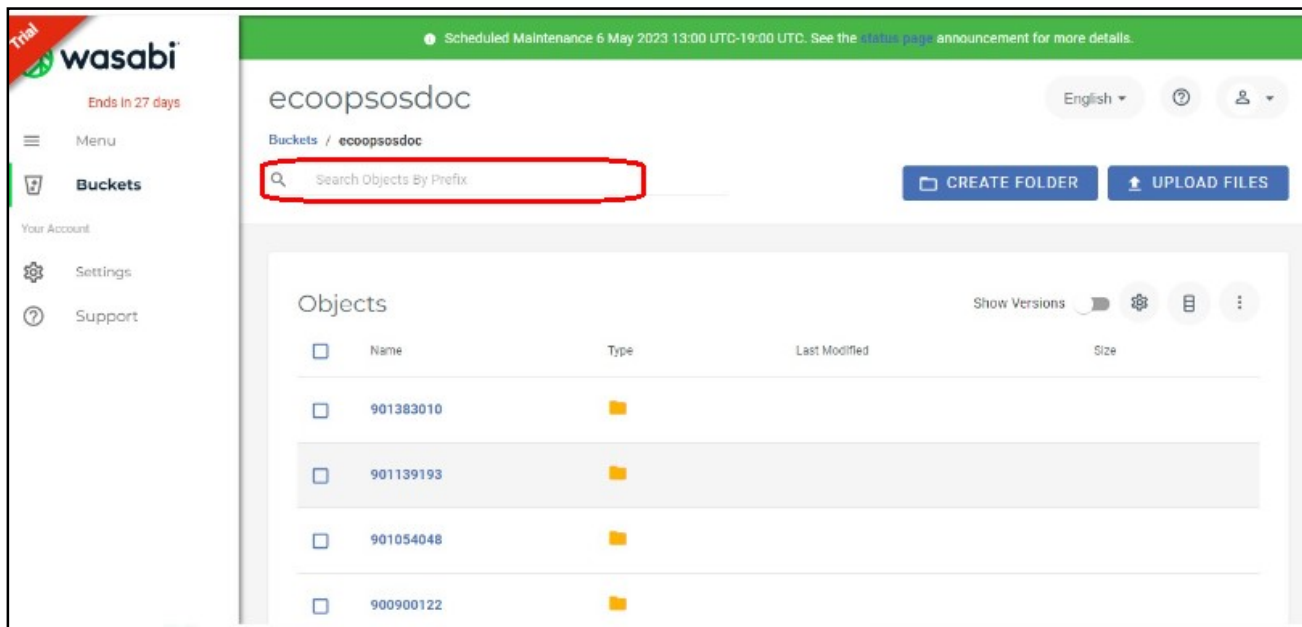 Trial
wasabi
Ends in 27 days
Menu
Buckets
Your Account
Settings
Support
Scheduled Maintenance 6 May 2023 13:00 UTC-19:00 UTC. See the status page announcement for more details.
ecoopsosdoc
English
Buckets / ecoopsosdoc
Search Objects By Prefix
CREATE FOLDER
UPLOAD FILES
Objects
Show Versions
Name Type Last Modified Size
901383010
901139193
901054048
900900122